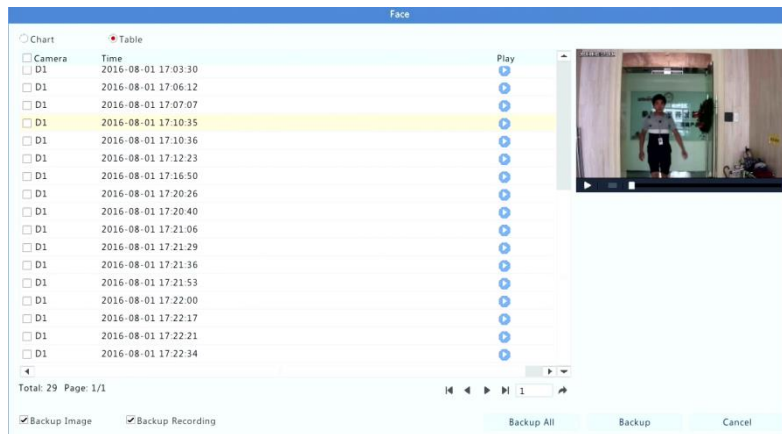 Face
Chart Table
Camera Time Play
D1 2016-08-01 17:03:30
D1 2016-08-01 17:06:12
D1 2016-08-01 17:07:07
D1 2016-08-01 17:10:35
D1 2016-08-01 17:10:36
D1 2016-08-01 17:12:23
D1 2016-08-01 17:16:50
D1 2016-08-01 17:20:26
D1 2016-08-01 17:20:40
D1 2016-08-01 17:21:06
D1 2016-08-01 17:21:29
D1 2016-08-01 17:21:36
D1 2016-08-01 17:21:53
D1 2016-08-01 17:22:00
D1 2016-08-01 17:22:17
D1 2016-08-01 17:22:21
D1 2016-08-01 17:22:34
Total: 29 Page: 1/1 1
Backup Image Backup Recording Backup All Backup Cancel